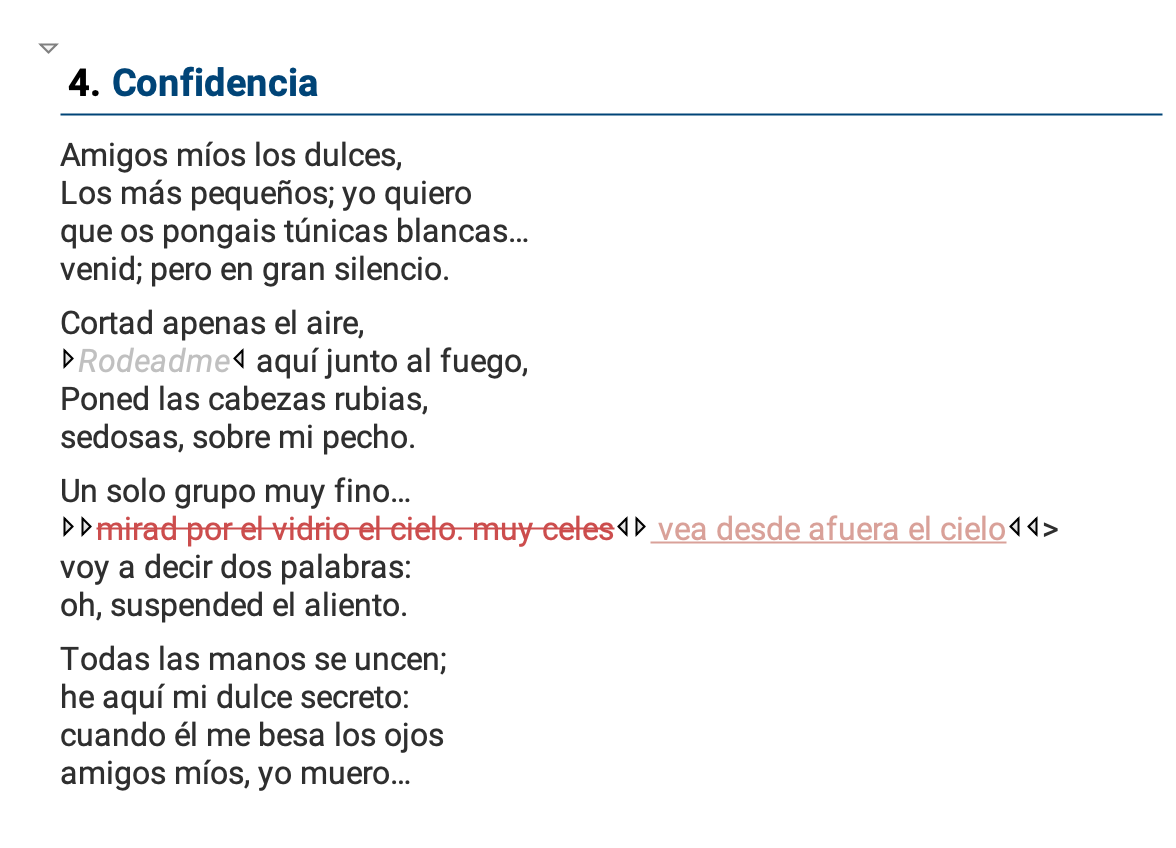 4. Confidencia
Amigos míos los dulces,
Los más pequeños; yo quiero
que os pongais túnicas blancas...
venid; pero en gran silencio.
Cortad apenas el aire,
Rodeadme aquí junto al fuego,
Poned las cabezas rubias,
sedosas, sobre mi pecho.
Un solo grupo muy fino...
mirad por el vidrio el cielo. muy celes vea desde afuera el cielo>
voy a decir dos palabras:
oh, suspended el aliento.
Todas las manos se uncen;
he aquí mi dulce secreto:
cuando él me besa los ojos
amigos míos, yo muero...